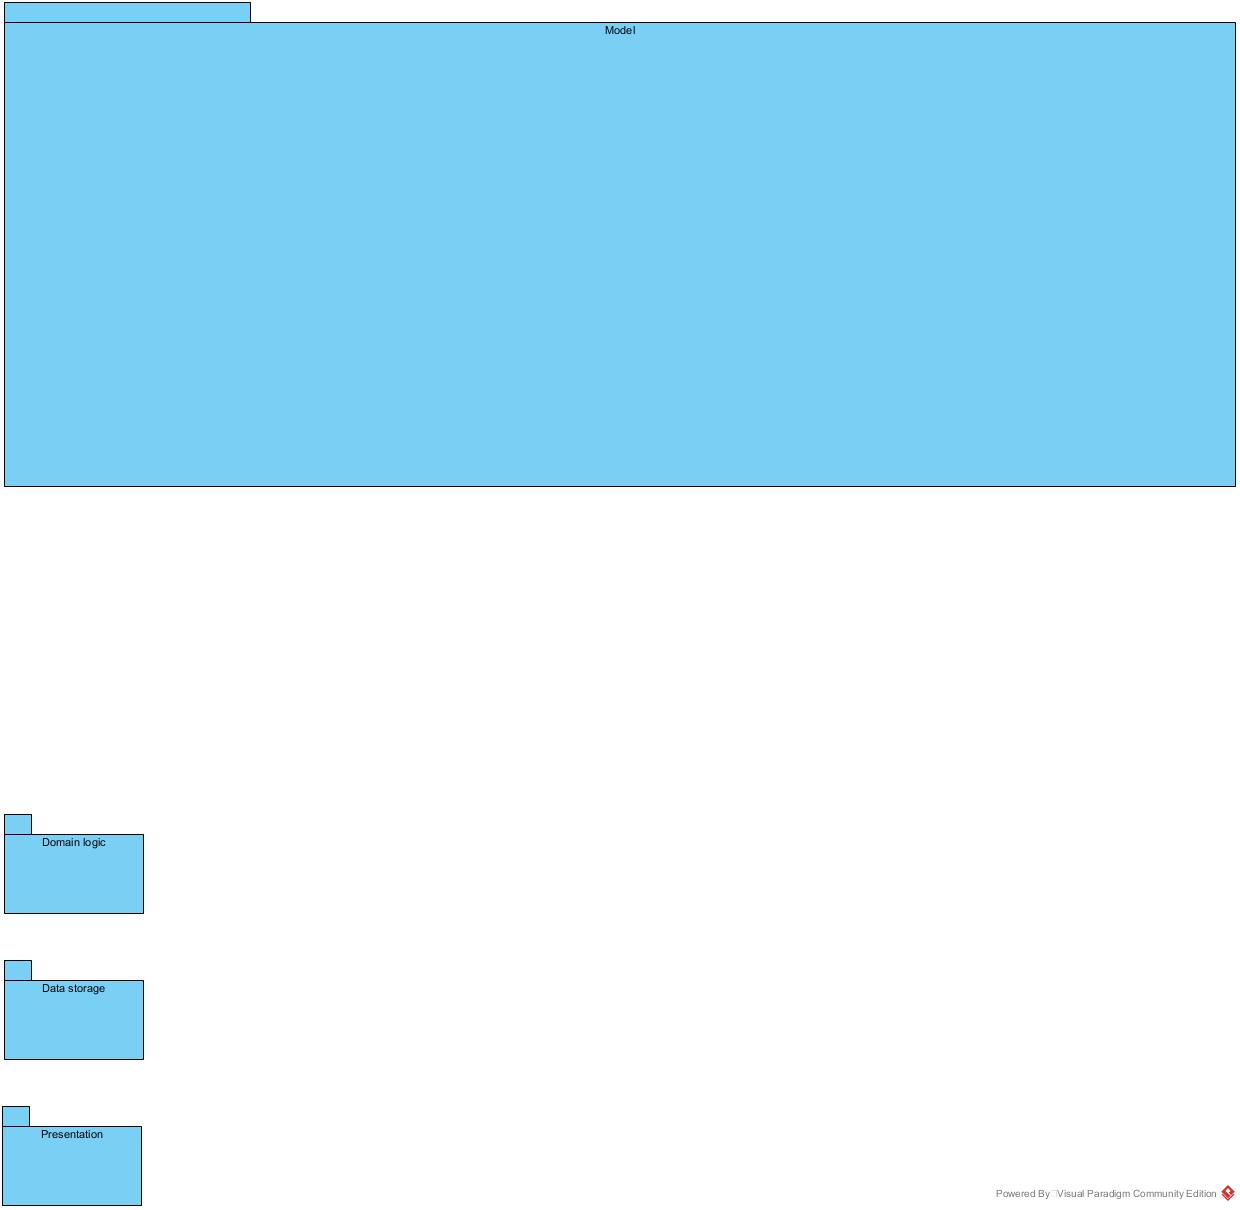 Model
Domain logic
Data storage
Presentation
Powered By Visual Paradigm Community Edition